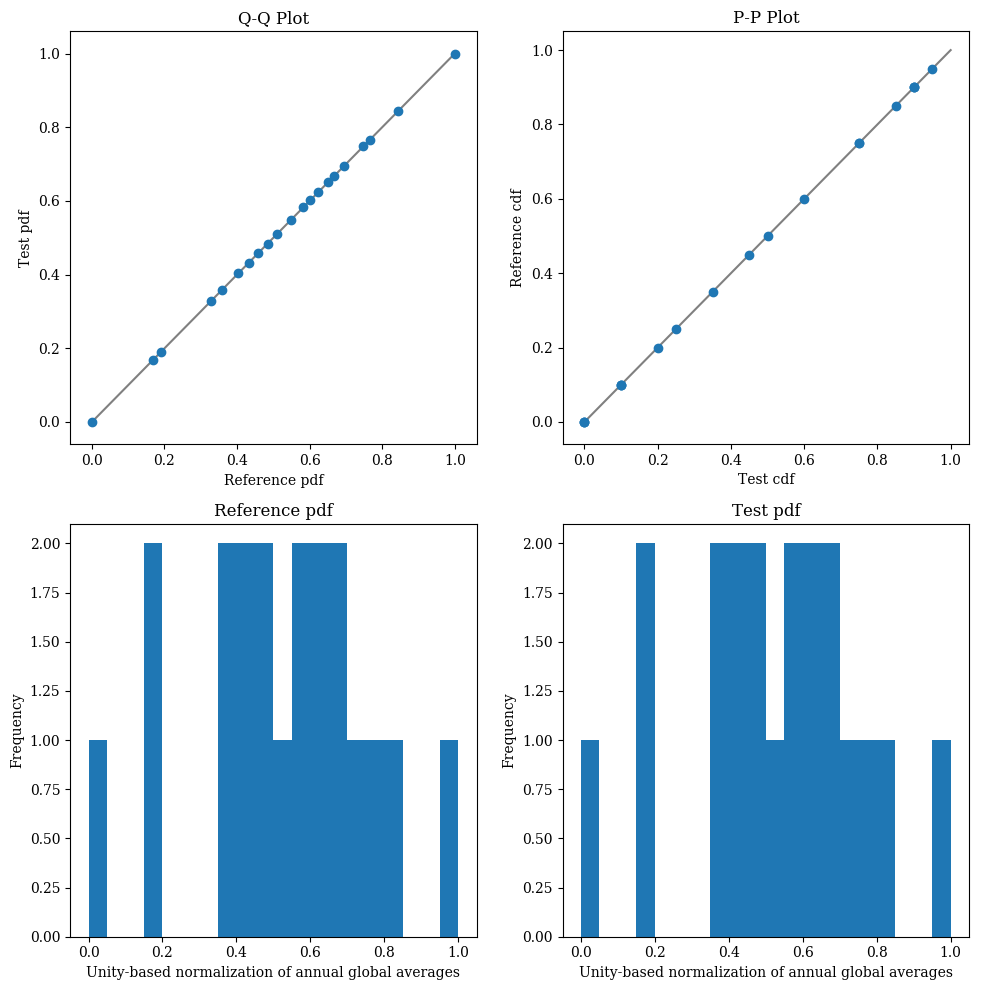 Q-Q Plot
1.0
0.8
0.6
0.4
0.2
0.0
Test pdf
0.0 0.2 0.4 0.6 0.8 1.0
Reference pdf
P-P Plot
1.0
0.8
0.6
0.4
0.2
0.0
Reference cdf
0.0 0.2 0.4 0.6 0.8 1.0
Test cdf
Reference pdf
2.00
1.75
1.50
1.25
1.00
0.75
0.50
0.25
0.00
Frequency
0.0 0.2 0.4 0.6 0.8 1.0
Unity-based normalization of annual global averages
Test pdf
2.00
1.75
1.50
1.25
1.00
0.75
0.50
0.25
0.00
Frequency
0.0 0.2 0.4 0.6 0.8 1.0
Unity-based normalization of annual global averages